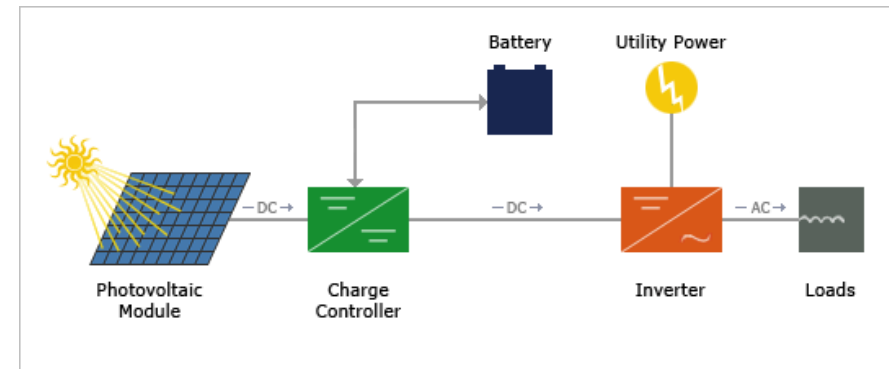 Battery
Utility Power
DC
DC
AC
Photovoltaic
Module
Charge
Controller
Inverter
Loads